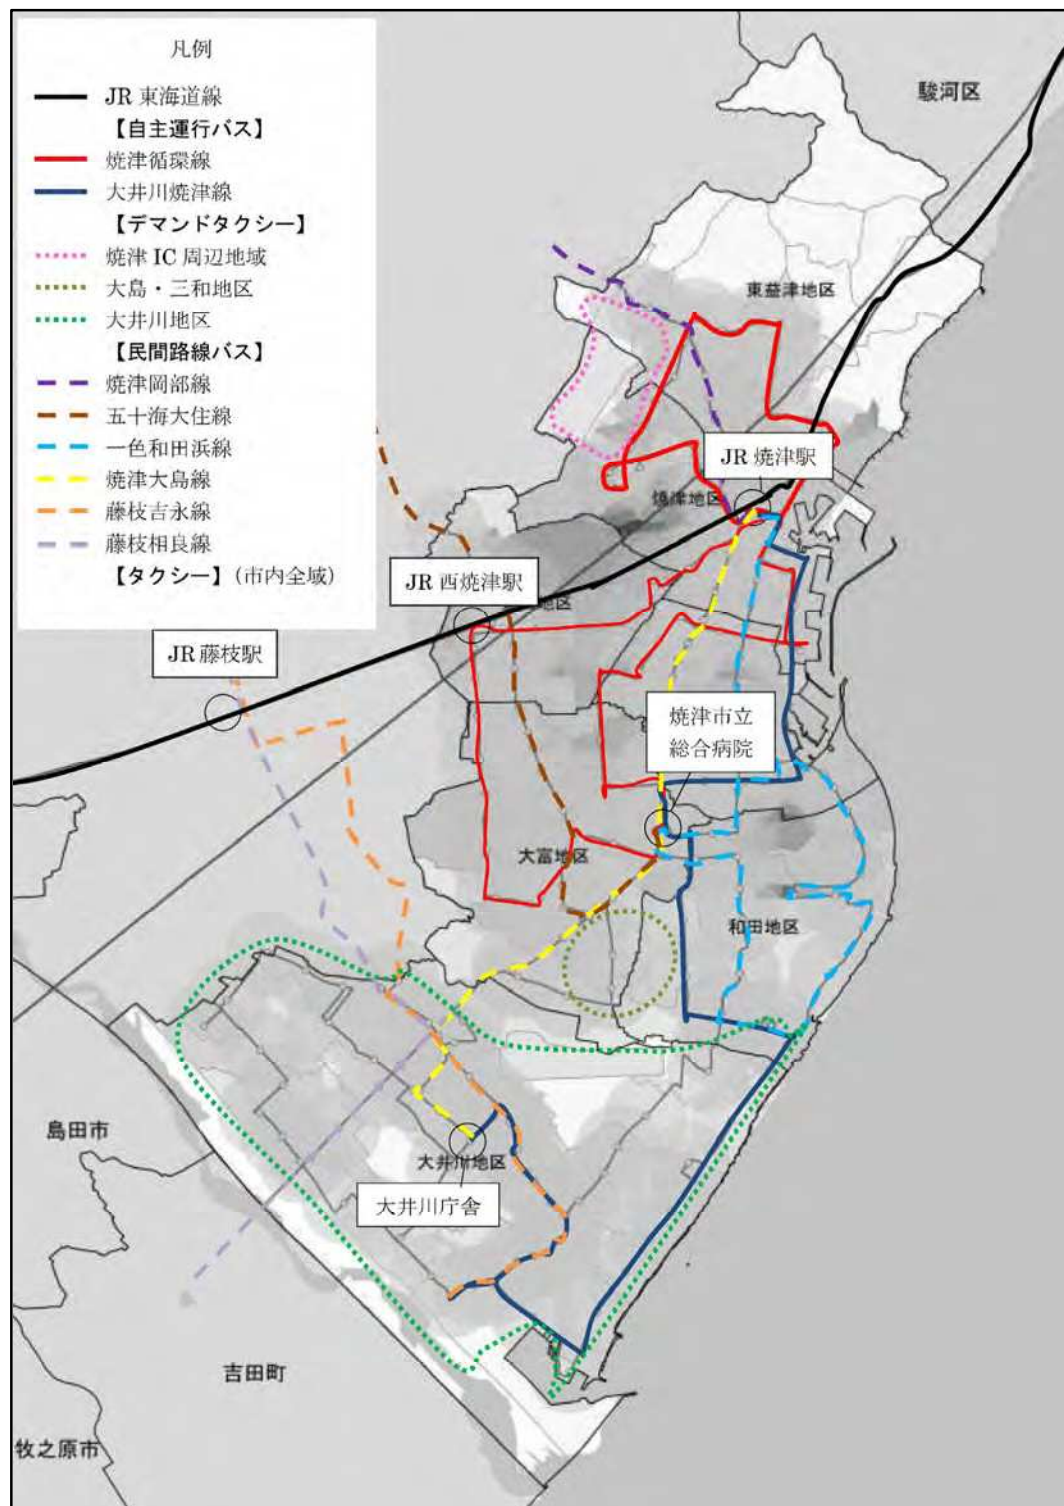 凡例
JR 東海道線
【自主運行バス】
焼津循環線
大井川焼津線
【デマンドタクシー】
焼津 IC 周辺地域
大島・三和地区
大井川地区
【民間路線バス】
焼津岡部線
五十海大住線
一色和田浜線
焼津大島線
藤枝吉永線
藤枝相良線
【タクシー】(市内全域)
駿河区
東益津地区
JR 焼津駅
焼津地区
JR 西焼津駅
地区
JR 藤枝駅
焼津市立
総合病院
大富地区
和田地区
島田市
大井川地区
大井川庁舎
吉田町
牧之原市